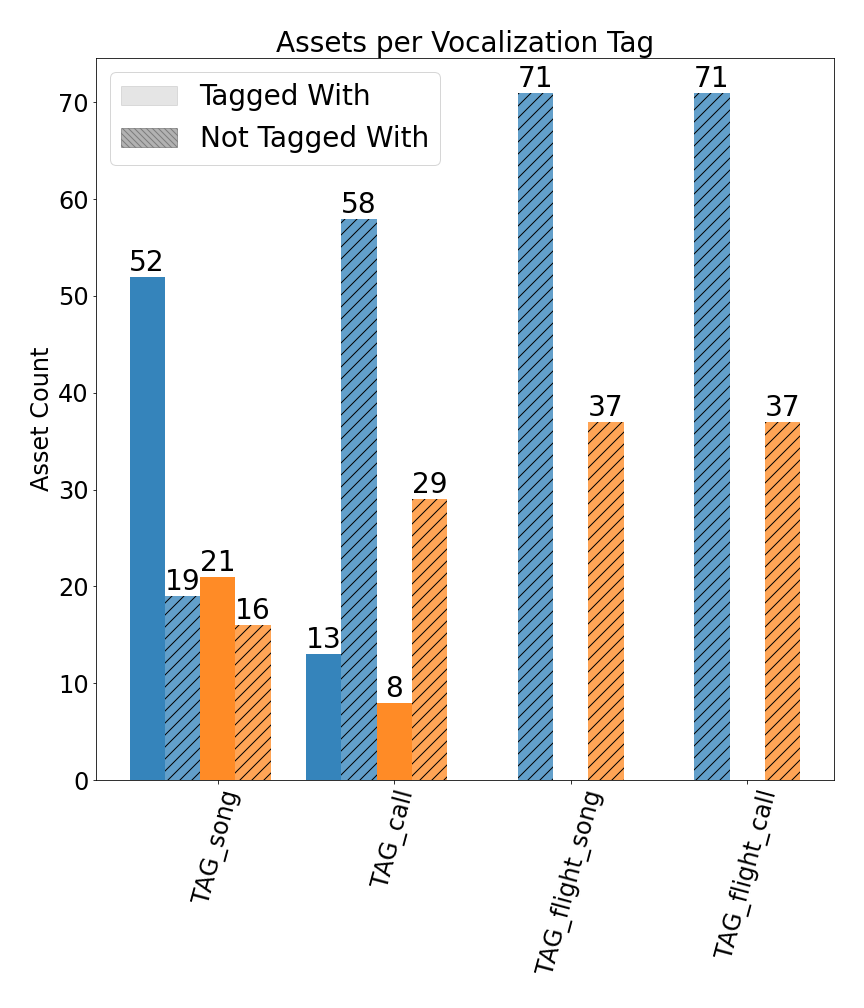 Assets per Vocalization Tag
Tagged With
Not Tagged With
Asset Count
70
60
50
40
30
20
10
0
52
19
21
16
13
58
8
29
71
37
71
37
TAG_song
TAG_call
TAG_flight_song
TAG_flight_call